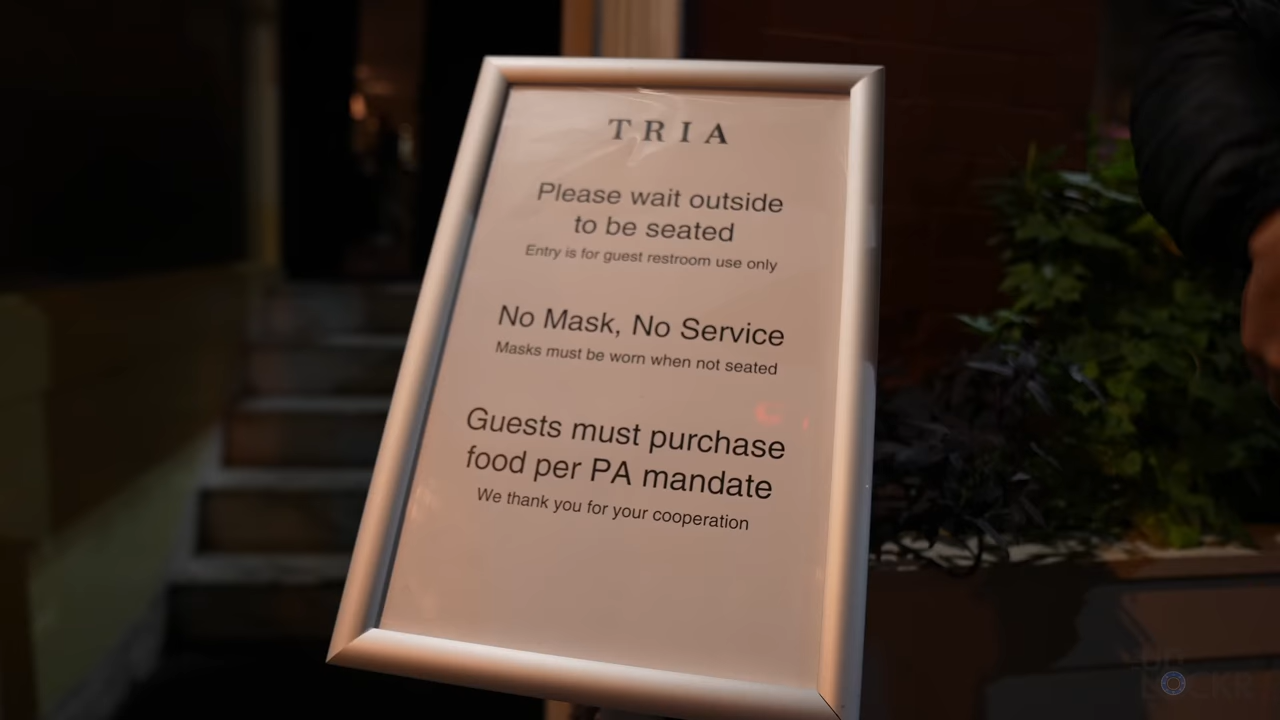 TRIA
Please wait outside
to be seated
Entry is for guest restroom use only
No Mask, No Service
Masks must be worn when not seated
Guests must purchase
food per PA mandate
We thank you for your cooperation